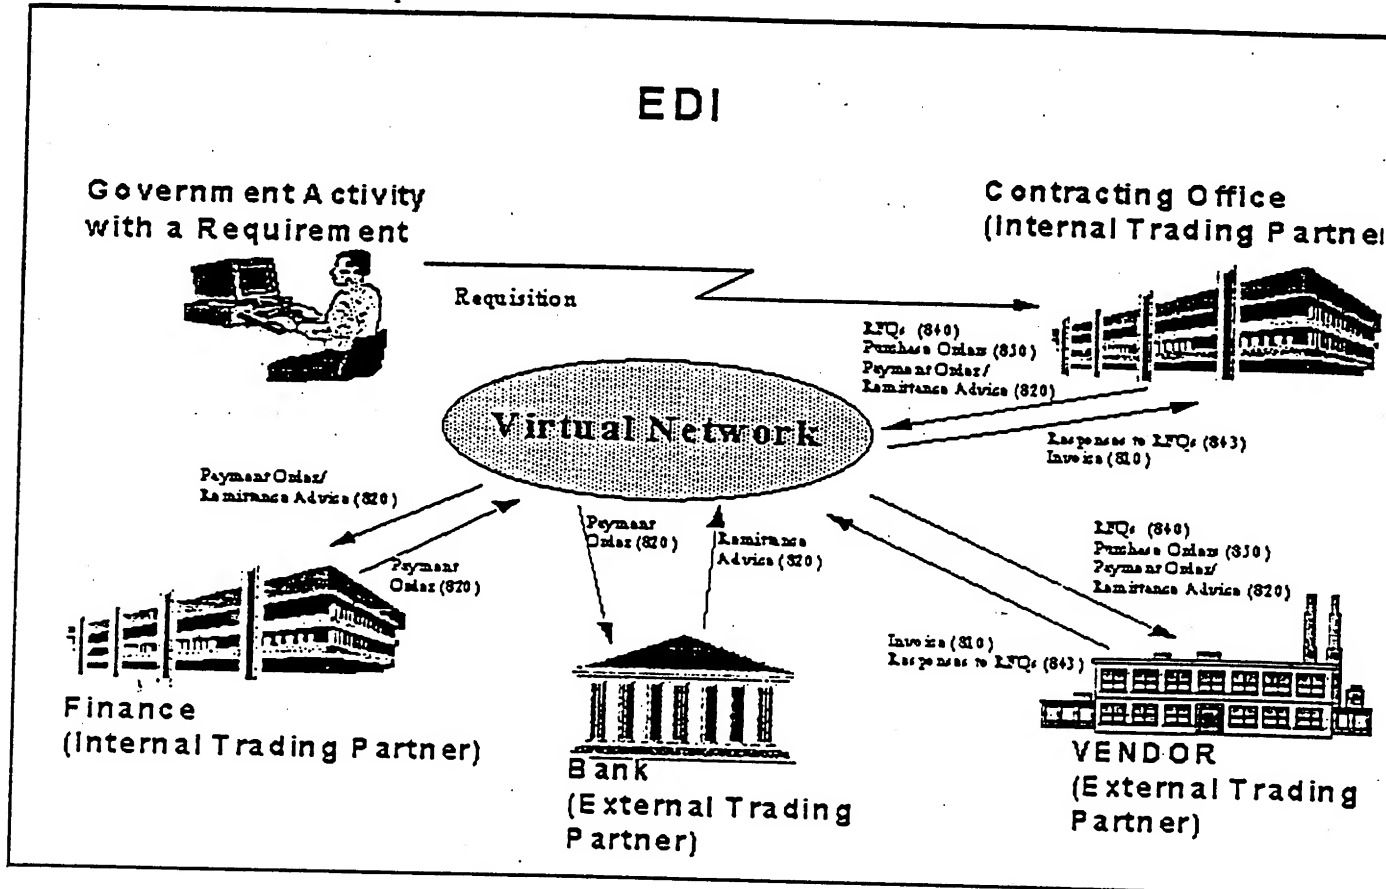 EDI
Government Activity
with a Requirement
Contracting Office
(Internal Trading Partne
Requisition
RFQs (840)
Purchase Orders (850)
Payment Order/
Remittance Advice (820)
Virtual Network
Responses to RFQs (843)
Invoice (810)
Payment Order/
Remittance Advice (820)
Payment
Order (820)
Payment
Order (820)
Remittance
Advice (820)
RFQs (840)
Purchase Orders (850)
Payment Order/
Remittance Advice (820)
Invoice (810)
Responses to RFQs (843)
Finance
(Internal Trading Partner)
Bank
(External Trading
Partner)
VENDOR
(External Trading
Partner)